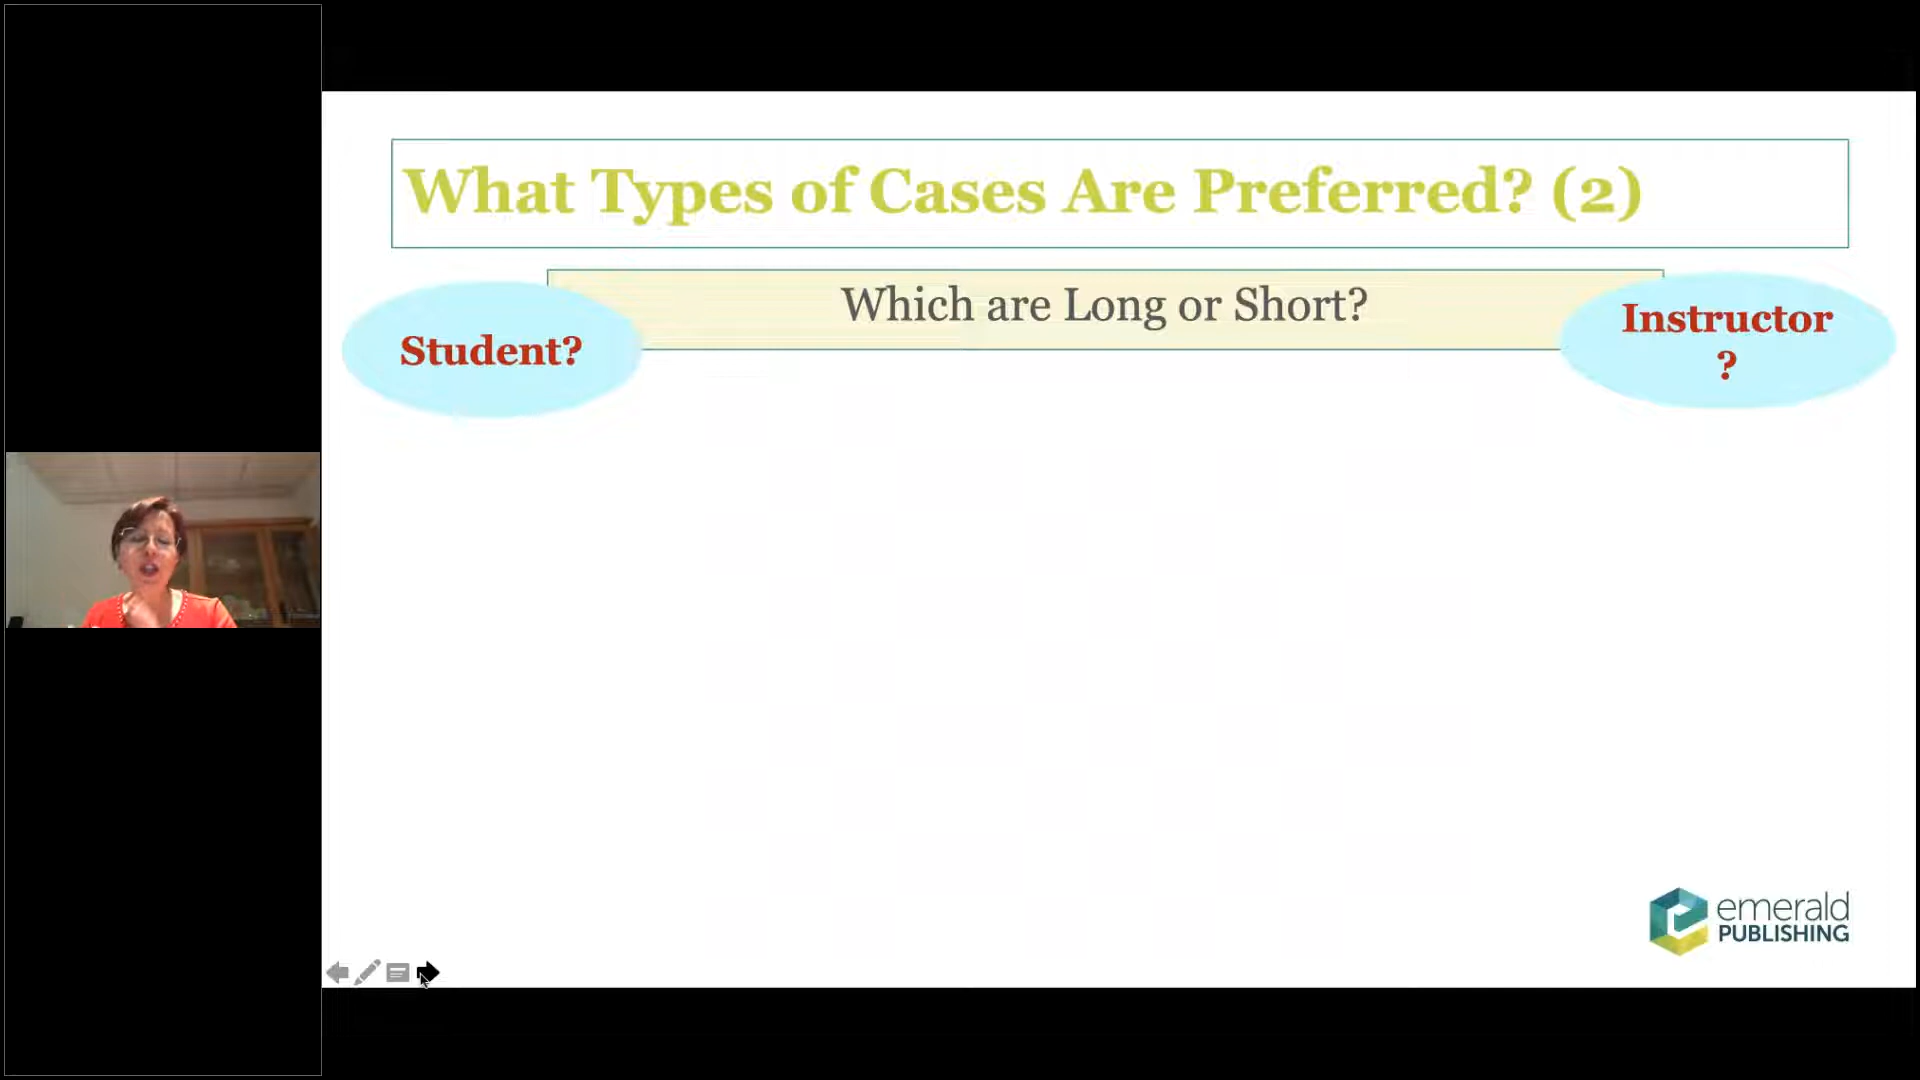 What Types of Cases Are Preferred? (2)
Which are Long or Short?
Student?
Instructor
?
emerald
PUBLISHING